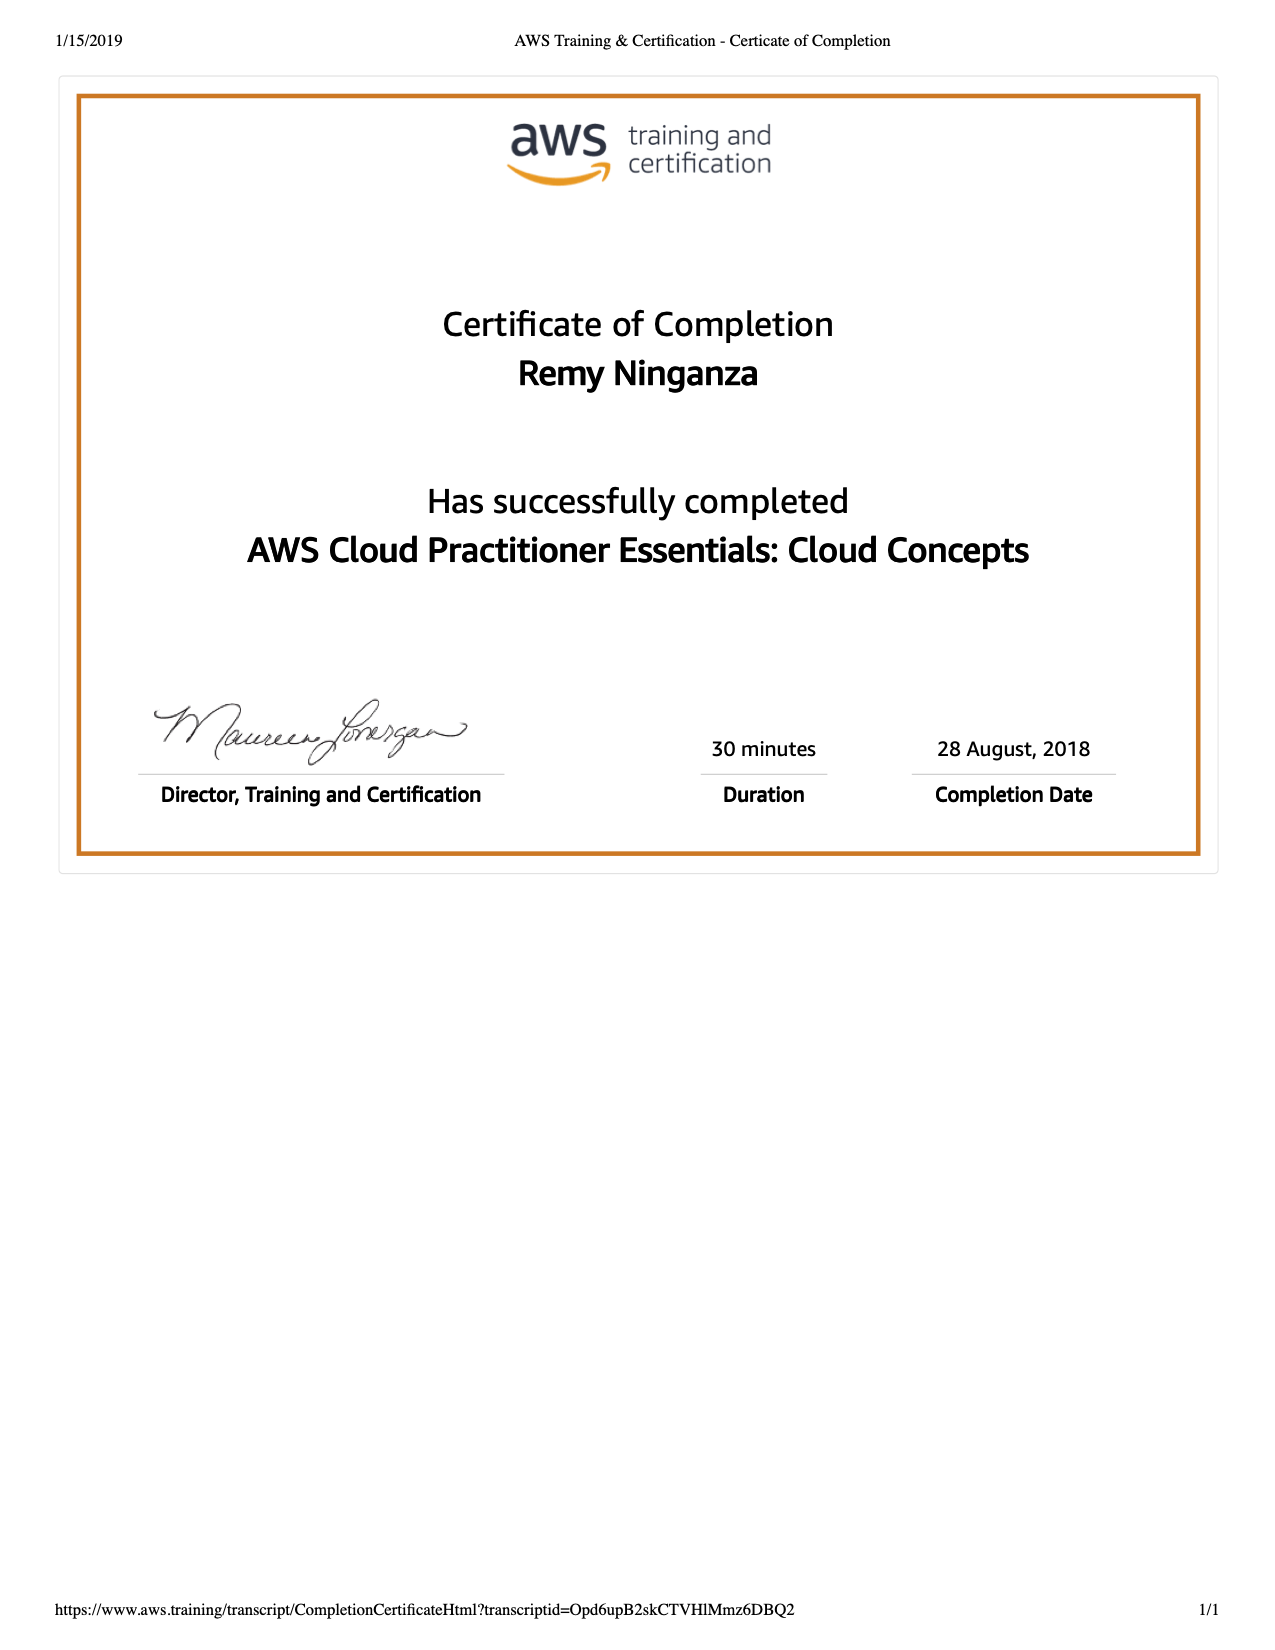 1/15/2019 AWS Training & Certification - Certicate of Completion
aws training and
certification
Certificate of Completion
Remy Ninganza
Has successfully completed
AWS Cloud Practitioner Essentials: Cloud Concepts
Maureen Lonergan
30 minutes 28 August, 2018
Director, Training and Certification Duration Completion Date
https://www.aws.training/transcript/CompletionCertificateHtml?transcriptid=Opd6upB2skCTVHlMmz6DBQ2 1/1